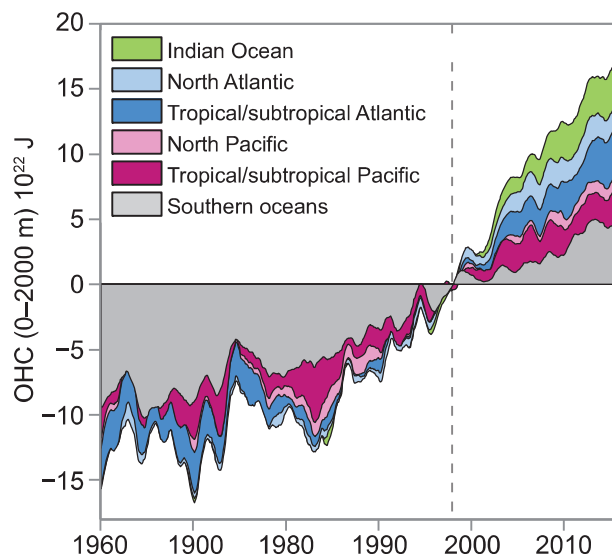 20
15
10
5
0
−5
−10
−15
OHC (0–2000 m) 10²² J
Indian Ocean
North Atlantic
Tropical/subtropical Atlantic
North Pacific
Tropical/subtropical Pacific
Southern oceans
1960 1900 1980 1990 2000 2010